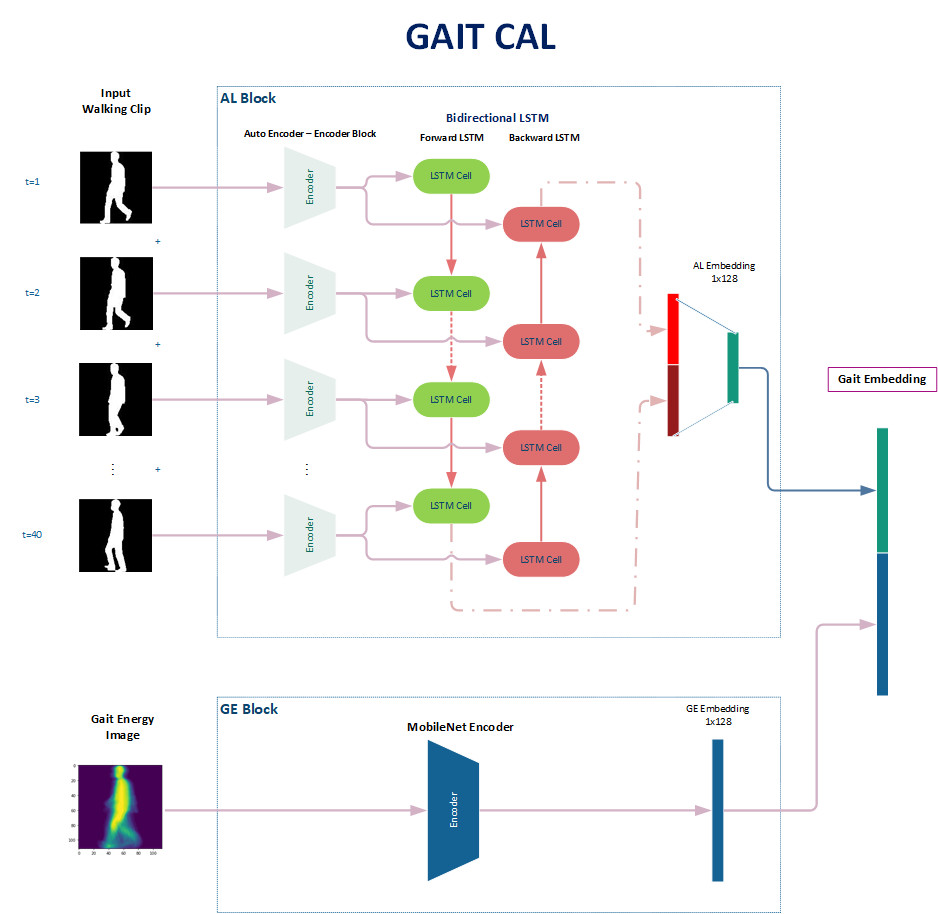 GAIT CAL
Input
Walking Clip
AL Block
Bidirectional LSTM
Auto Encoder – Encoder Block
Forward LSTM
Backward LSTM
t=1
Encoder
LSTM Cell
LSTM Cell
+
t=2
Encoder
LSTM Cell
LSTM Cell
+
AL Embedding
1x128
t=3
Encoder
LSTM Cell
LSTM Cell
Gait Embedding
⋮
+
⋮
t=40
Encoder
LSTM Cell
LSTM Cell
GE Block
Gait Energy
Image
MobileNet Encoder
GE Embedding
1x128
Encoder
0
20
40
60
80
100
0 20 40 60 80 100